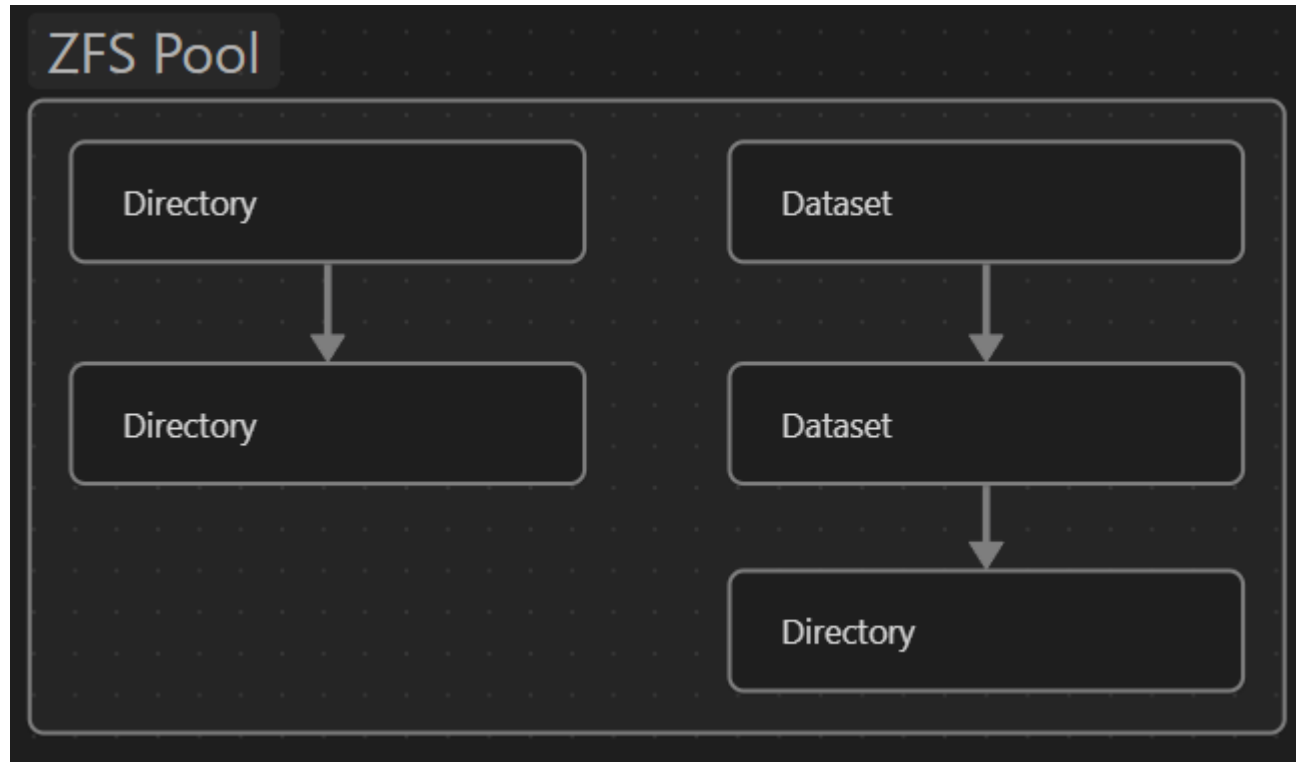 ZFS Pool
Directory
Dataset
Directory
Dataset
Directory